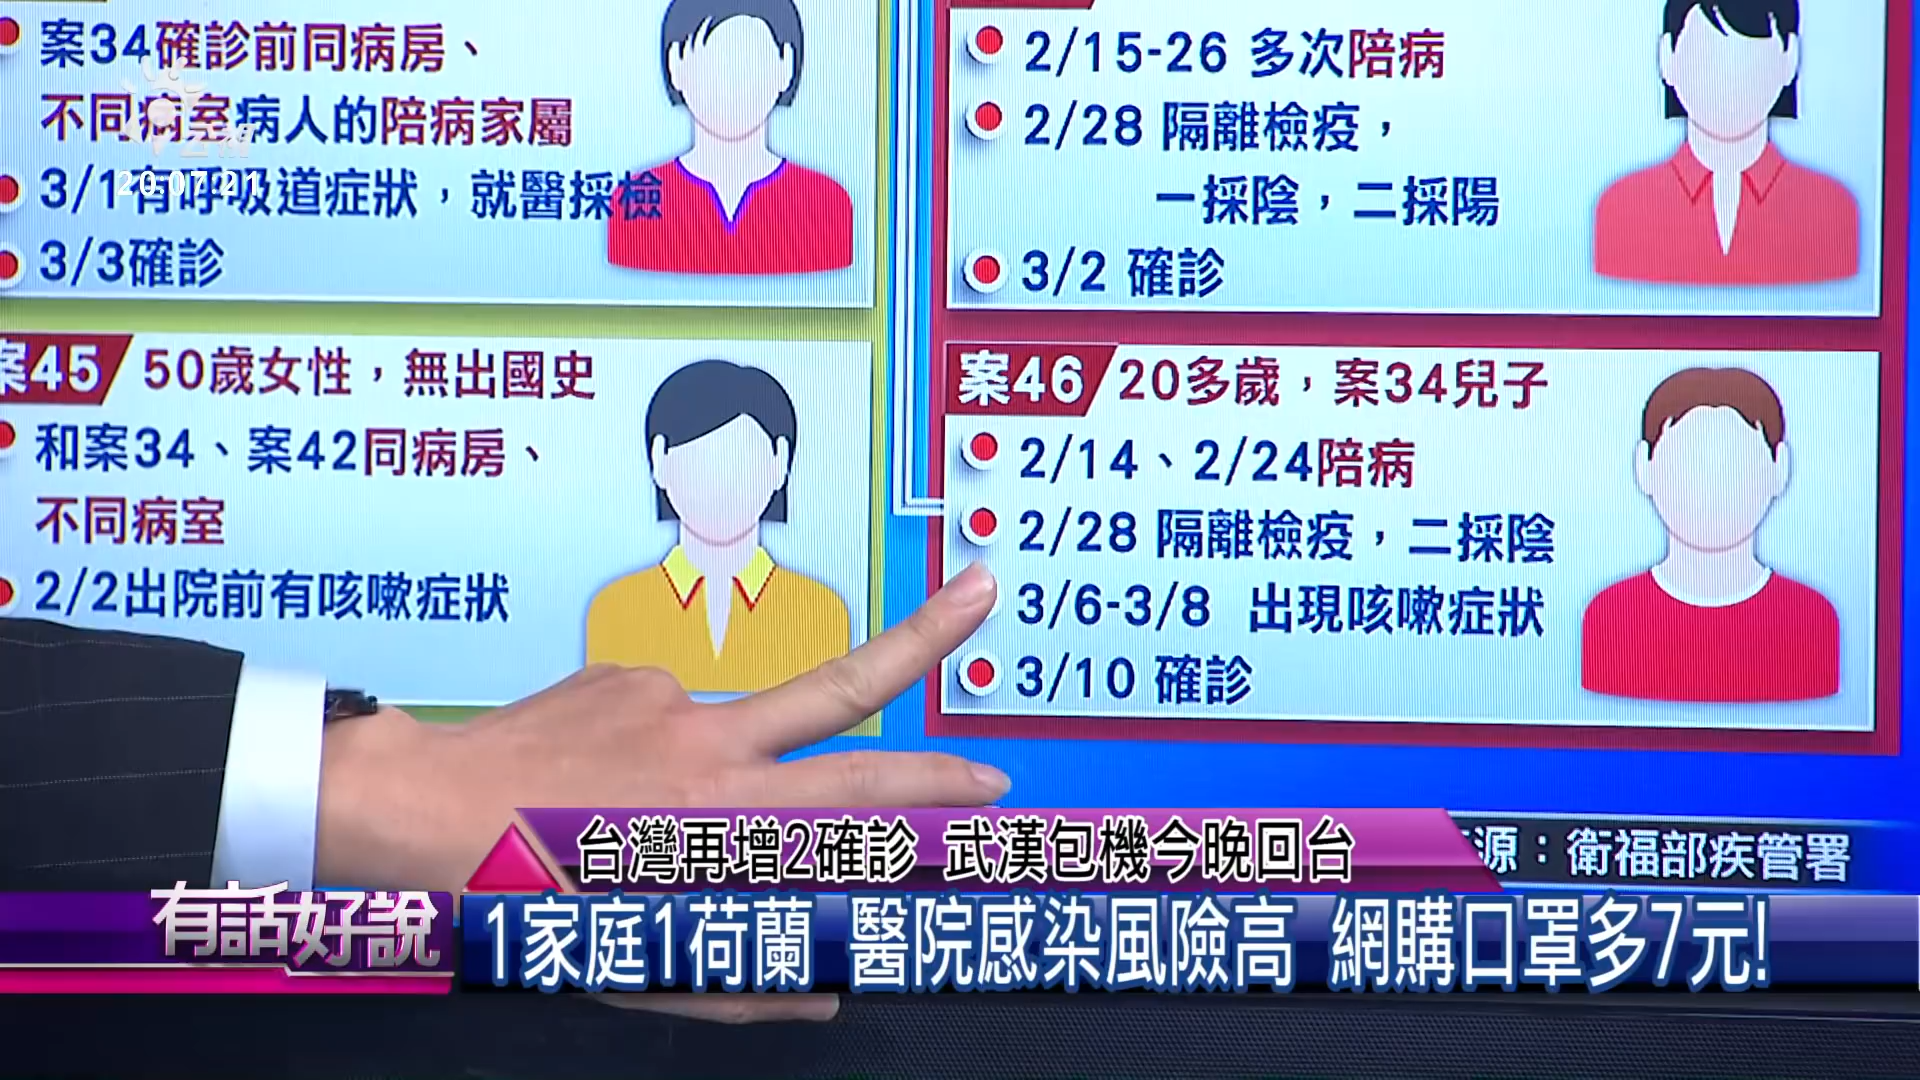 案34確診前同病房、
不同病室病人的陪病家屬
3/1有呼吸道症狀，就醫採檢
3/3確診
2/15-26 多次陪病
2/28 隔離檢疫，
一採陰，二採陽
3/2 確診
公視
20:07:21
案45 50歲女性，無出國史
和案34、案42同病房、
不同病室
2/2出院前有咳嗽症狀
案46 20多歲，案34兒子
2/14、2/24陪病
2/28 隔離檢疫，二採陰
3/6-3/8 出現咳嗽症狀
3/10 確診
源：衛福部疾管署
台灣再增2確診 武漢包機今晚回台
有話好說
1家庭1荷蘭 醫院感染風險高 網購口罩多7元!